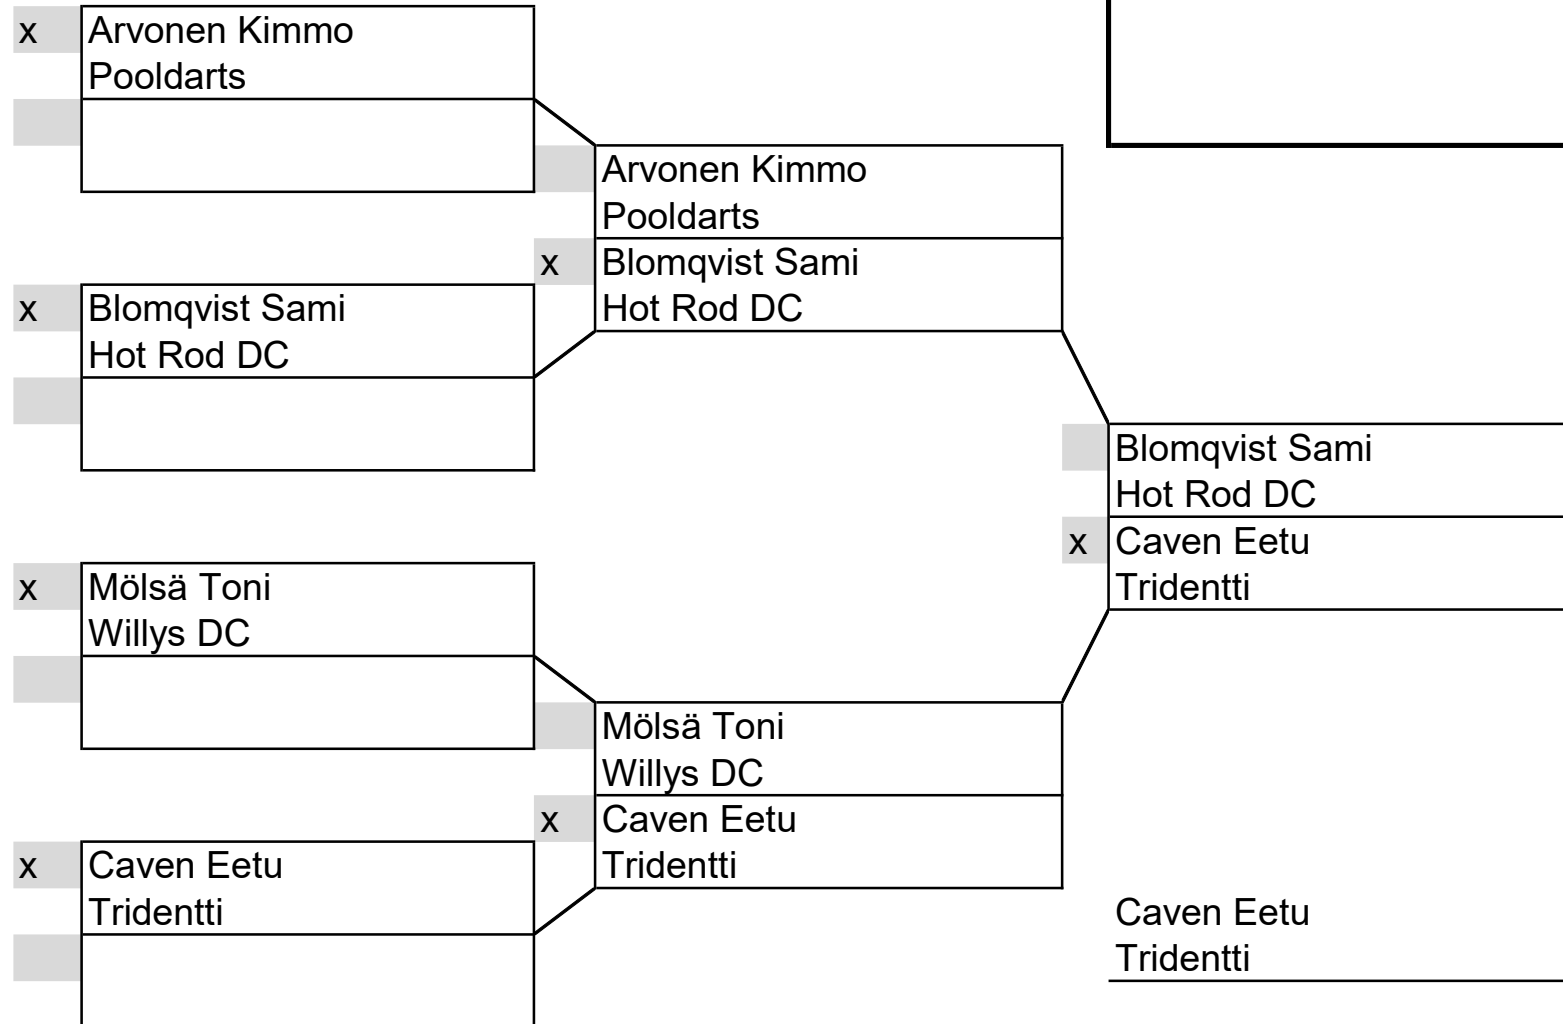 x Arvonen Kimmo
Pooldarts
Arvonen Kimmo
Pooldarts
x Blomqvist Sami
Hot Rod DC
x Blomqvist Sami
Hot Rod DC
Blomqvist Sami
Hot Rod DC
x Caven Eetu
Tridentti
x Mölsä Toni
Willys DC
Mölsä Toni
Willys DC
x Caven Eetu
Tridentti
x Caven Eetu
Tridentti
Caven Eetu
Tridentti